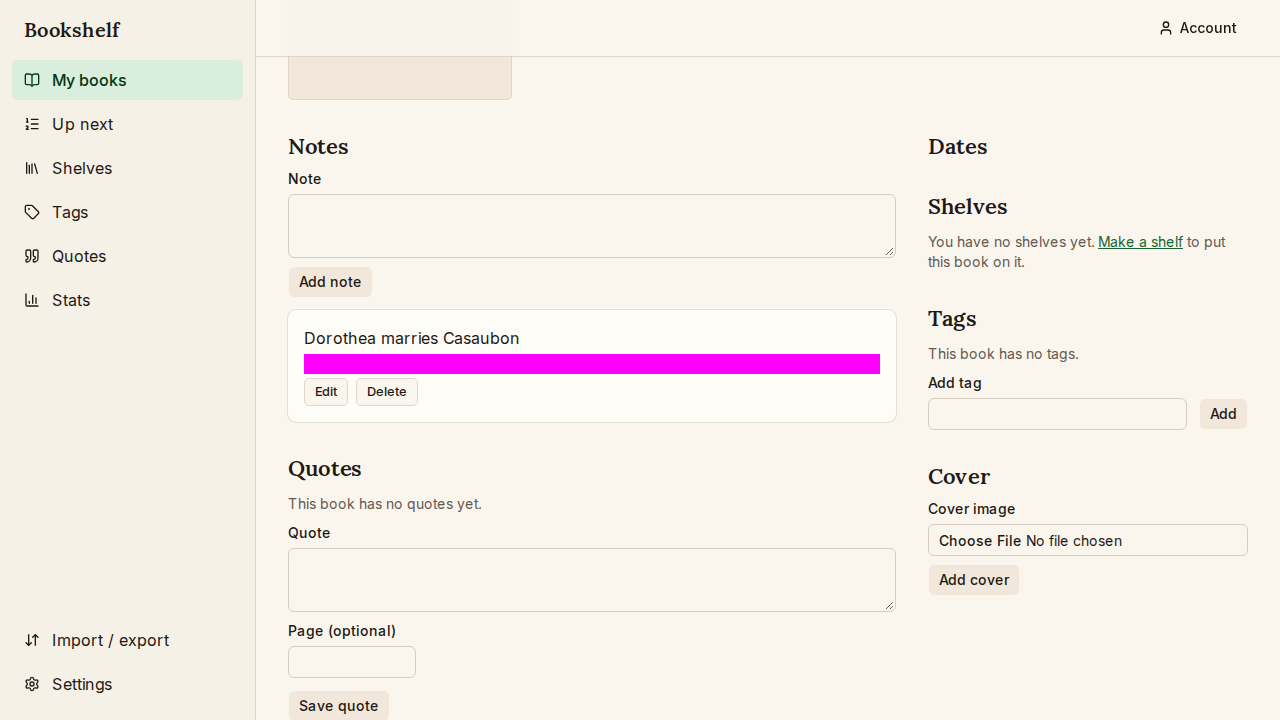 Bookshelf
Account
My books
Up next
Shelves
Tags
Quotes
Stats
Import / export
Settings
Notes
Note
Add note
Dorothea marries Casaubon
Edit
Delete
Quotes
This book has no quotes yet.
Quote
Page (optional)
Save quote
Dates
Shelves
You have no shelves yet. Make a shelf to put
this book on it.
Tags
This book has no tags.
Add tag
Add
Cover
Cover image
Choose File No file chosen
Add cover